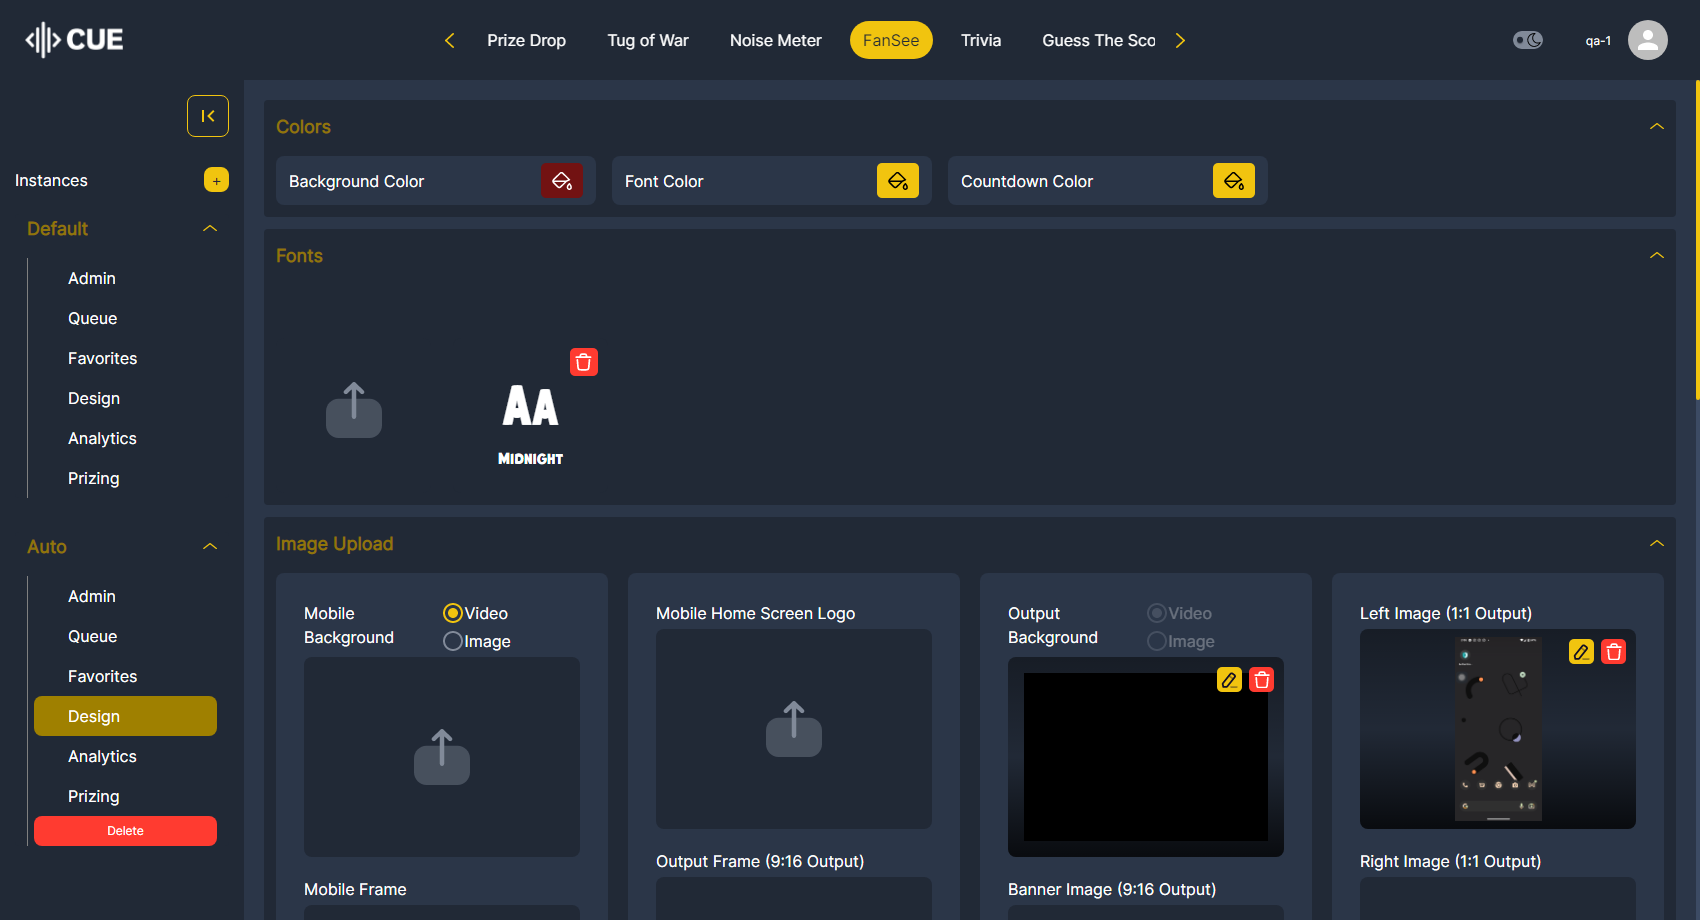 CUE
Prize Drop
Tug of War
Noise Meter
FanSee
Trivia
Guess The Sco
qa-1
Instances
+
Default
Admin
Queue
Favorites
Design
Analytics
Prizing
Auto
Admin
Queue
Favorites
Design
Analytics
Prizing
Delete
Colors
Background Color
Font Color
Countdown Color
Fonts
AA
MIDNIGHT
Image Upload
Mobile
Background
Video
Image
Mobile Frame
Mobile Home Screen Logo
Output Frame (9:16 Output)
Output
Background
Video
Image
Banner Image (9:16 Output)
Left Image (1:1 Output)
Right Image (1:1 Output)